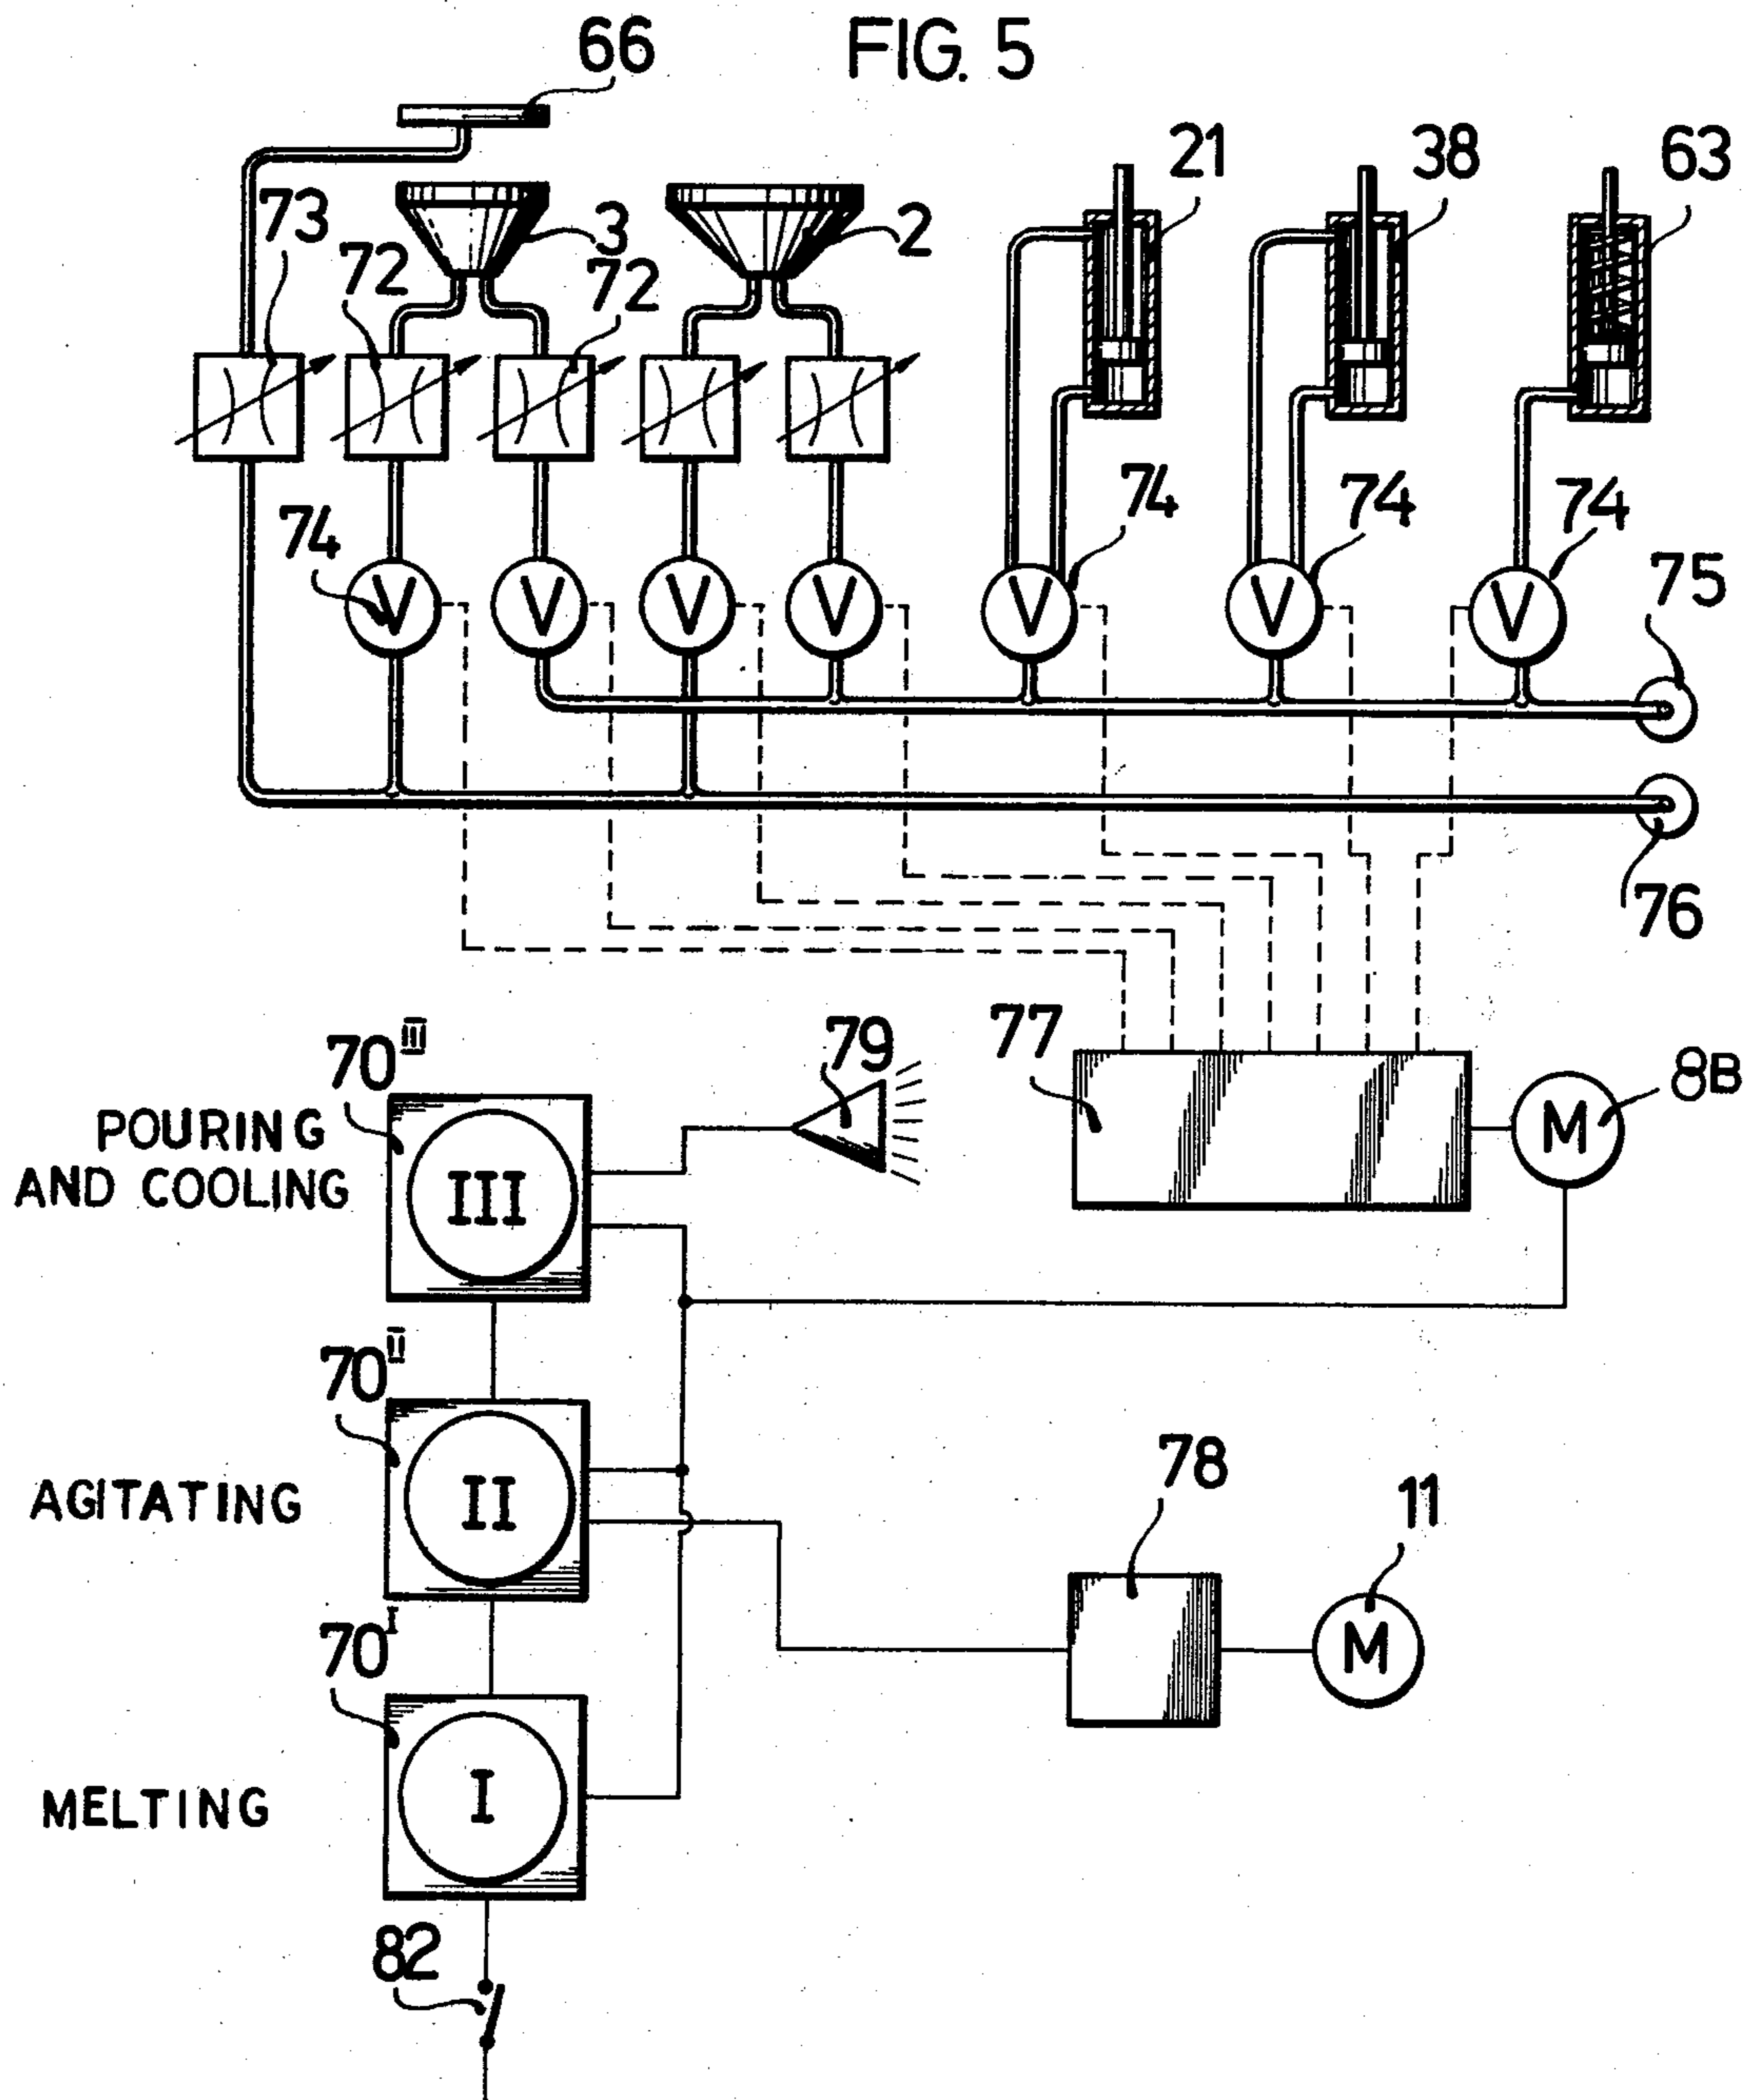 FIG. 5
66
21
38
63
73
3
2
72
72
74
74
74
74
75
V
V
V
V
V
V
V
76
70III
79
77
8B
POURING
AND COOLING
III
M
70II
AGITATING
II
78
11
M
70I
MELTING
I
82